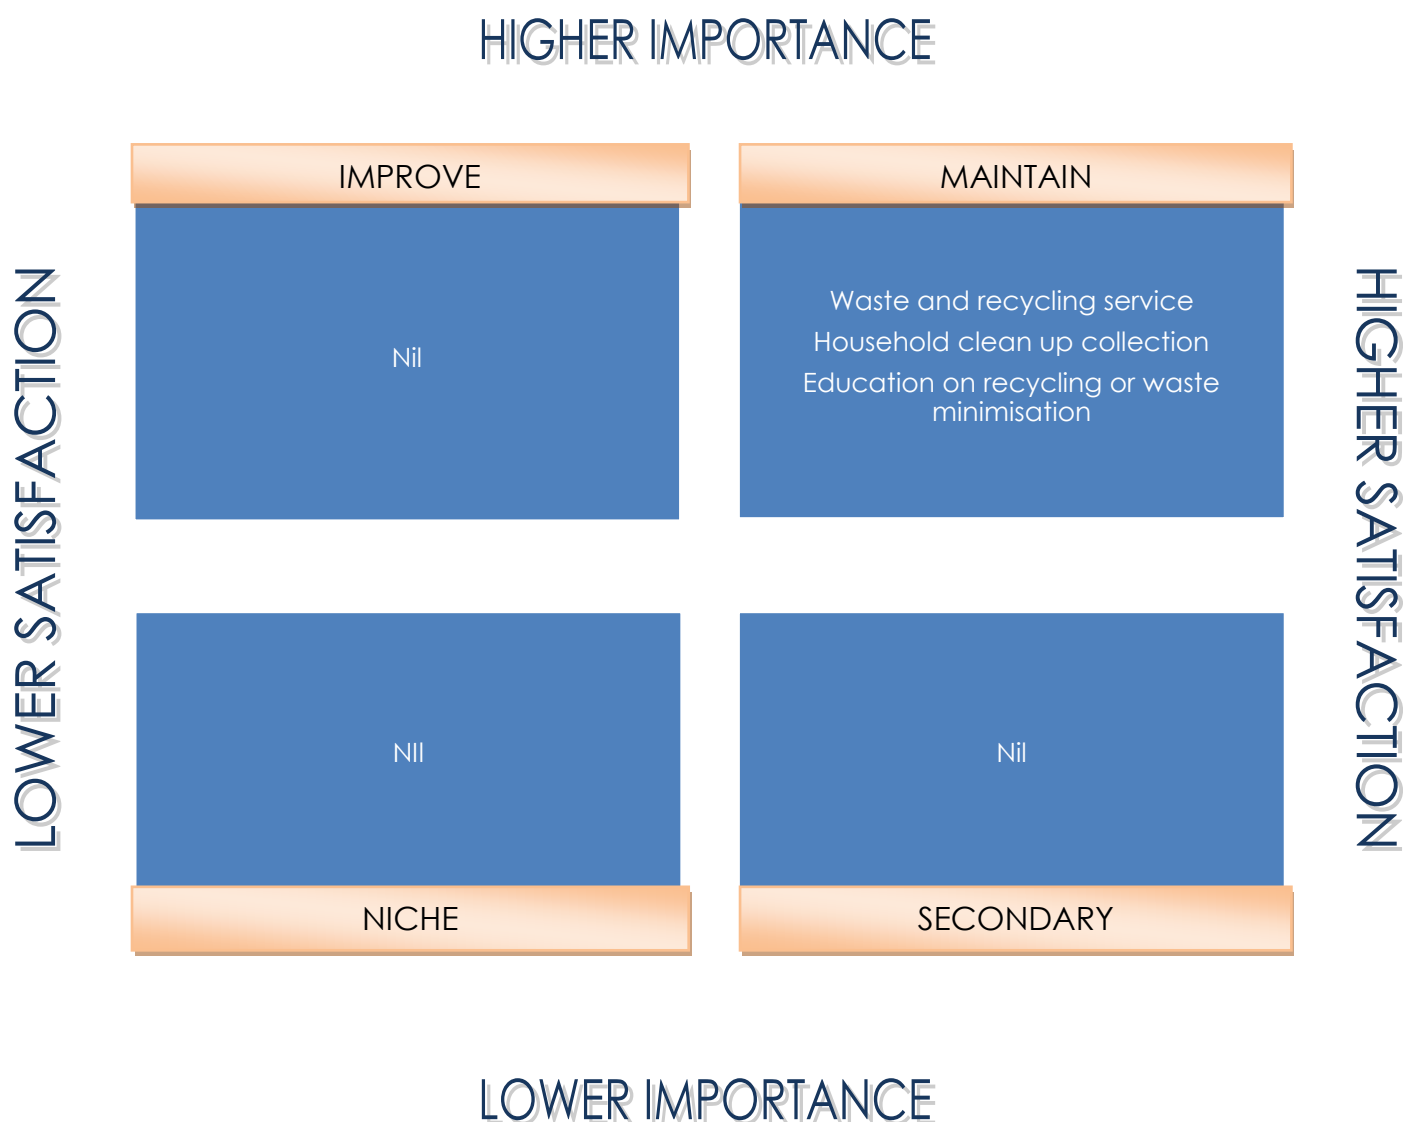 HIGHER IMPORTANCE
IMPROVE
MAINTAIN
LOWER SATISFACTION
Nil
Waste and recycling service
Household clean up collection
Education on recycling or waste
minimisation
HIGHER SATISFACTION
NIl
Nil
NICHE
SECONDARY
LOWER IMPORTANCE